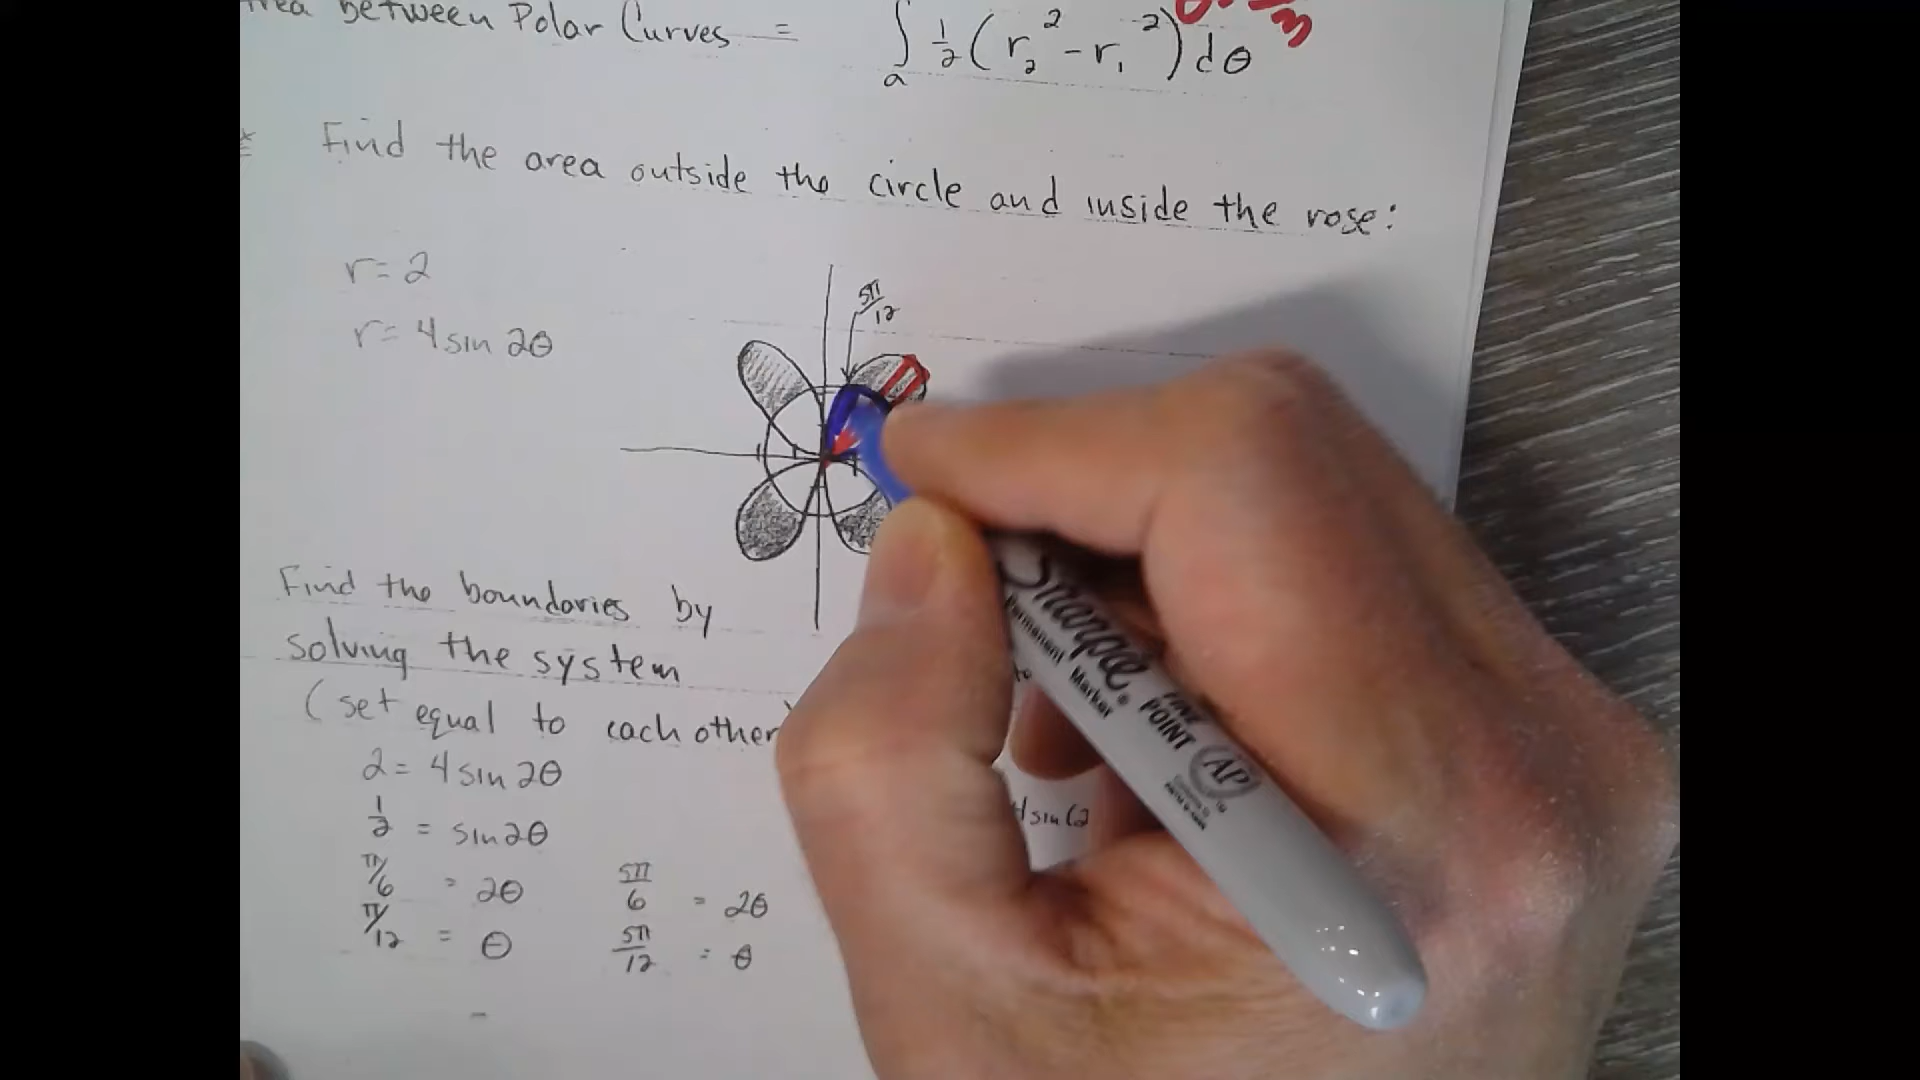 between Polar Curves = ∫ 1/2 (r₂² - r₁²) dθ
a
Find the area outside the circle and inside the rose:
r = 2
r = 4 sin 2θ
5π/12
Find the boundaries by
solving the system
(set equal to each other)
2 = 4 sin 2θ
1/2 = sin 2θ
π/6 = 2θ 5π/6 = 2θ
π/12 = θ 5π/12 = θ
4 sin(2
Sharpie®
Permanent Marker
FINE
POINT
AP